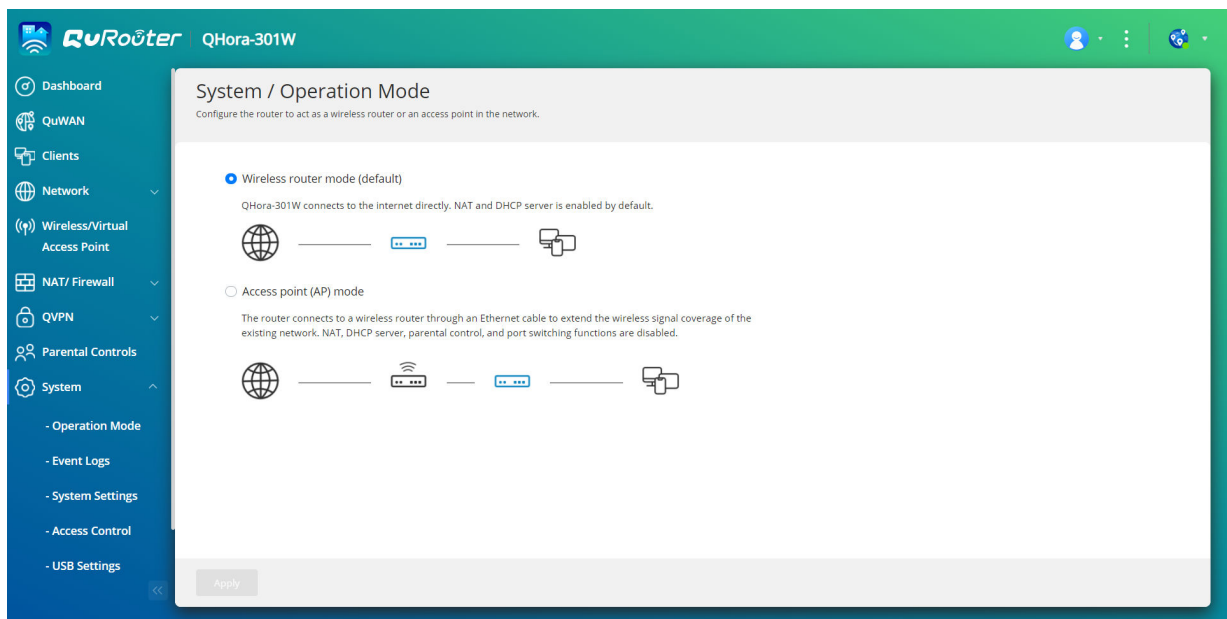 QuRoûter QHora-301W
Dashboard
QuWAN
Clients
Network
Wireless/Virtual
Access Point
NAT/ Firewall
QVPN
Parental Controls
System
- Operation Mode
- Event Logs
- System Settings
- Access Control
- USB Settings
System / Operation Mode
Configure the router to act as a wireless router or an access point in the network.
Wireless router mode (default)
QHora-301W connects to the internet directly. NAT and DHCP server is enabled by default.
Access point (AP) mode
The router connects to a wireless router through an Ethernet cable to extend the wireless signal coverage of the
existing network. NAT, DHCP server, parental control, and port switching functions are disabled.
Apply